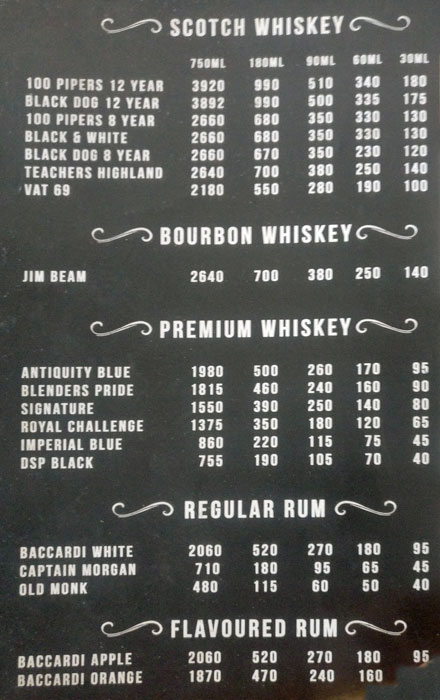 SCOTCH WHISKEY
750ML 180ML 90ML 60ML 30ML
100 PIPERS 12 YEAR 3920 990 510 340 180
BLACK DOG 12 YEAR 3892 990 500 335 175
100 PIPERS 8 YEAR 2660 680 350 330 130
BLACK & WHITE 2660 680 350 330 130
BLACK DOG 8 YEAR 2660 670 350 230 120
TEACHERS HIGHLAND 2640 700 380 250 140
VAT 69 2180 550 280 190 100
BOURBON WHISKEY
JIM BEAM 2640 700 380 250 140
PREMIUM WHISKEY
ANTIQUITY BLUE 1980 500 260 170 95
BLENDERS PRIDE 1815 460 240 160 90
SIGNATURE 1550 390 250 140 80
ROYAL CHALLENGE 1375 350 180 120 65
IMPERIAL BLUE 860 220 115 75 45
DSP BLACK 755 190 105 70 40
REGULAR RUM
BACCARDI WHITE 2060 520 270 180 95
CAPTAIN MORGAN 710 180 95 65 45
OLD MONK 480 115 60 50 40
FLAVOURED RUM
BACCARDI APPLE 2060 520 270 180 95
BACCARDI ORANGE 1870 470 240 160